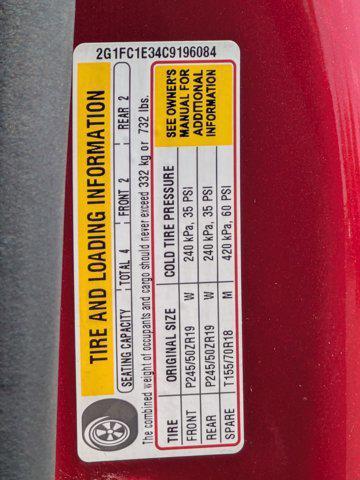 2G1FC1E34C9196084
TIRE AND LOADING INFORMATION
SEATING CAPACITY TOTAL 4 FRONT 2 REAR 2
The combined weight of occupants and cargo should never exceed 332 kg or 732 lbs.
TIRE ORIGINAL SIZE COLD TIRE PRESSURE
FRONT P245/50ZR19 W 240 kPa, 35 PSI
REAR P245/50ZR19 W 240 kPa, 35 PSI
SPARE T155/70R18 M 420 kPa, 60 PSI
SEE OWNER'S
MANUAL FOR
ADDITIONAL
INFORMATION